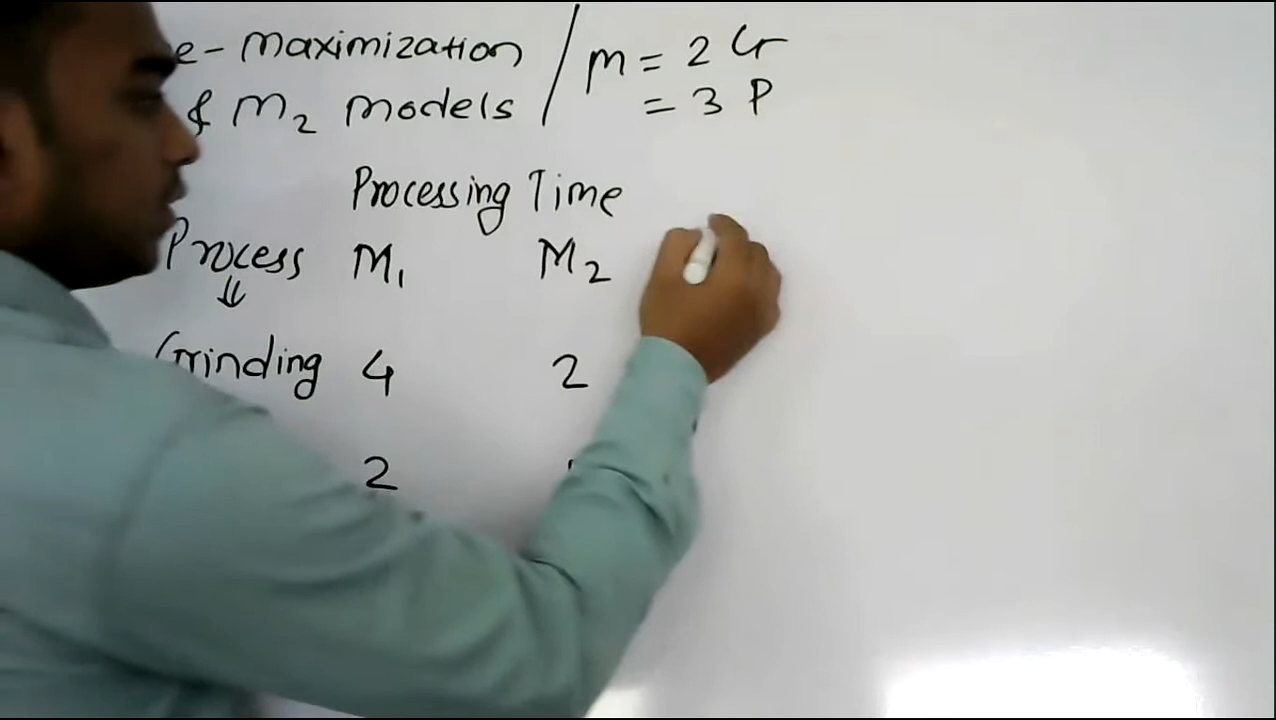 e - maximization / m = 2 Gr
& M2 models / = 3 P
Processing Time
Process M1 M2
⇓
Grinding 4 2
2